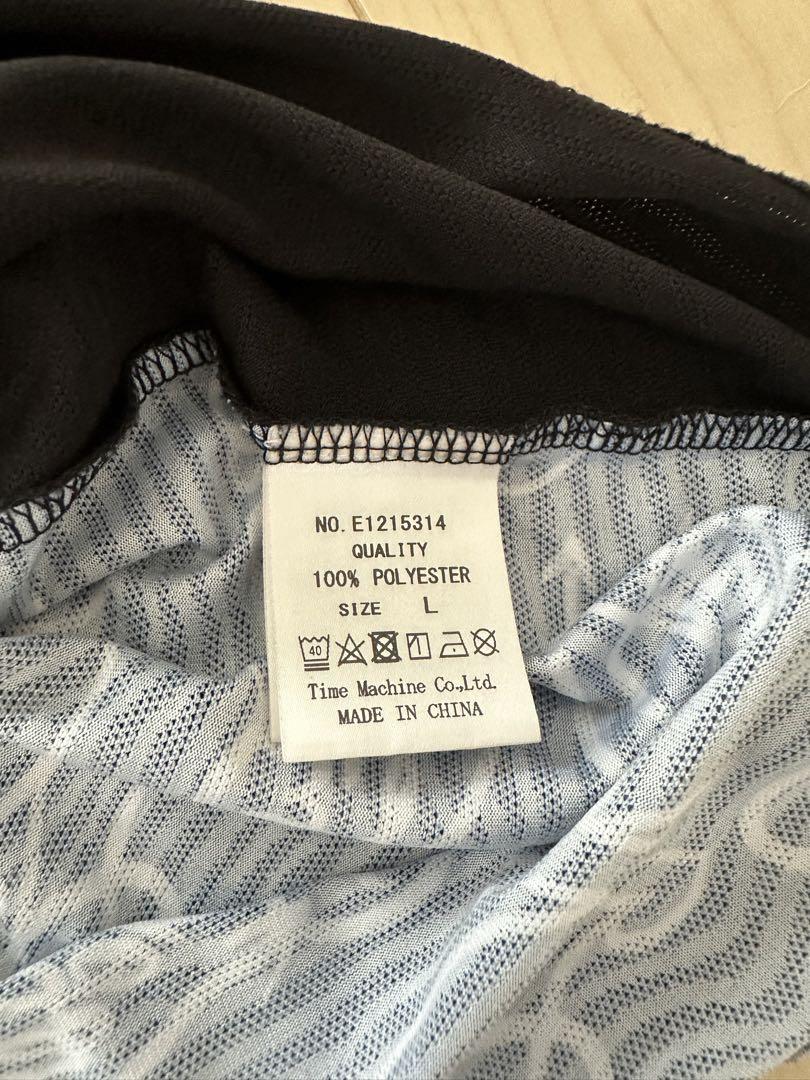 NO. E1215314
QUALITY
100% POLYESTER
SIZE L
40
Time Machine Co.,Ltd.
MADE IN CHINA